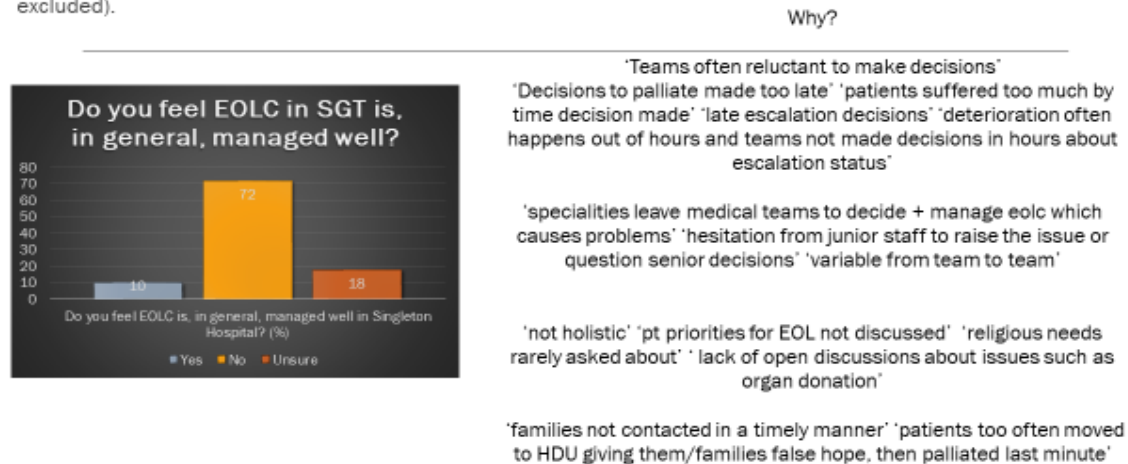 excluded).
Why?
Do you feel EOLC in SGT is,
in general, managed well?
80
70
60
50
40
30
20
10
0
10
72
18
Do you feel EOLC is, in general, managed well in Singleton
Hospital? (%)
Yes No Unsure
‘Teams often reluctant to make decisions’
‘Decisions to palliate made too late’ ‘patients suffered too much by
time decision made’ ‘late escalation decisions’ ‘deterioration often
happens out of hours and teams not made decisions in hours about
escalation status’
‘specialities leave medical teams to decide + manage eolc which
causes problems’ ‘hesitation from junior staff to raise the issue or
question senior decisions’ ‘variable from team to team’
‘not holistic’ ‘pt priorities for EOL not discussed’ ‘religious needs
rarely asked about’ ‘ lack of open discussions about issues such as
organ donation’
‘families not contacted in a timely manner’ ‘patients too often moved
to HDU giving them/families false hope, then palliated last minute’